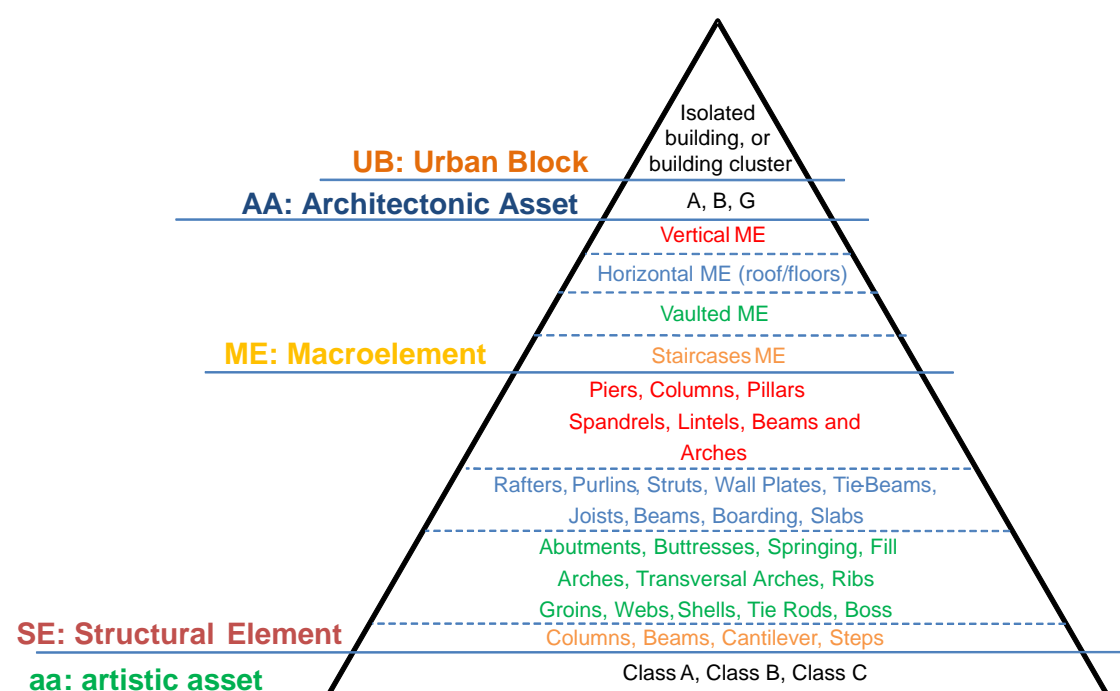 Isolated
building, or
building cluster
UB: Urban Block
AA: Architectonic Asset
A, B, G
Vertical ME
Horizontal ME (roof/floors)
Vaulted ME
ME: Macroelement
Staircases ME
Piers, Columns, Pillars
Spandrels, Lintels, Beams and
Arches
Rafters, Purlins, Struts, Wall Plates, Tie-Beams,
Joists, Beams, Boarding, Slabs
Abutments, Buttresses, Springing, Fill
Arches, Transversal Arches, Ribs
Groins, Webs, Shells, Tie Rods, Boss
SE: Structural Element
Columns, Beams, Cantilever, Steps
aa: artistic asset
Class A, Class B, Class C